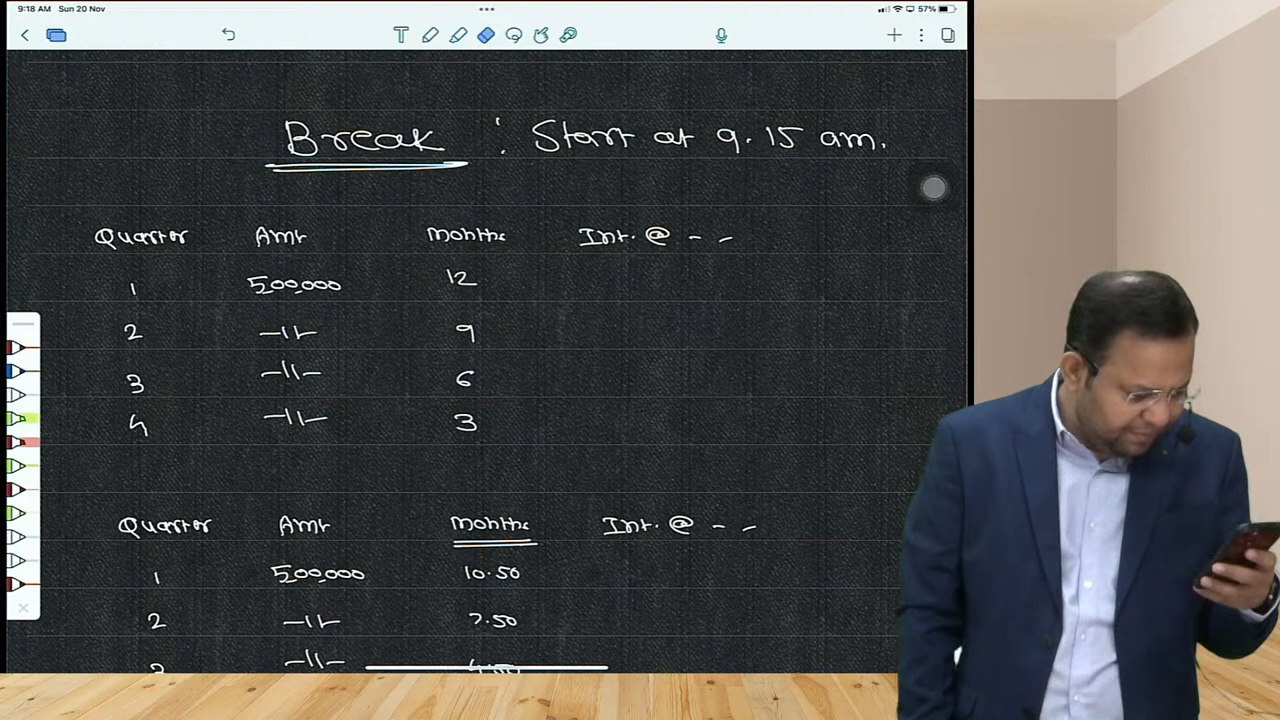 9:18 AM Sun 20 Nov
57%
Break : Start at 9.15 am.
Quarter Amt Months Int. @ - -
1 500,000 12
2 —11— 9
3 —11— 6
4 —11— 3
Quarter Amt Months Int. @ - -
1 500,000 10.50
2 —11— 7.50
3 —11—